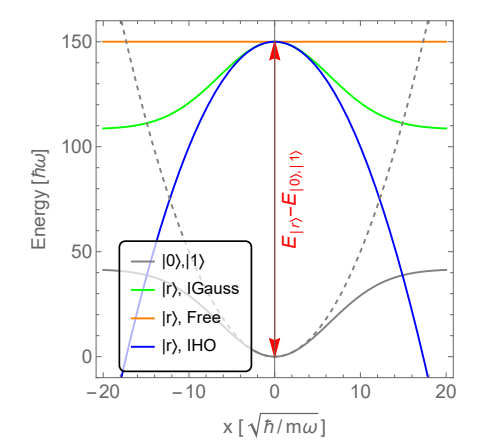 150
100
50
0
Energy [ℏω]
E|r⟩−E|0⟩,|1⟩
|0⟩,|1⟩
|r⟩, IGauss
|r⟩, Free
|r⟩, IHO
−20 −10 0 10 20
x [√ℏ/mω]